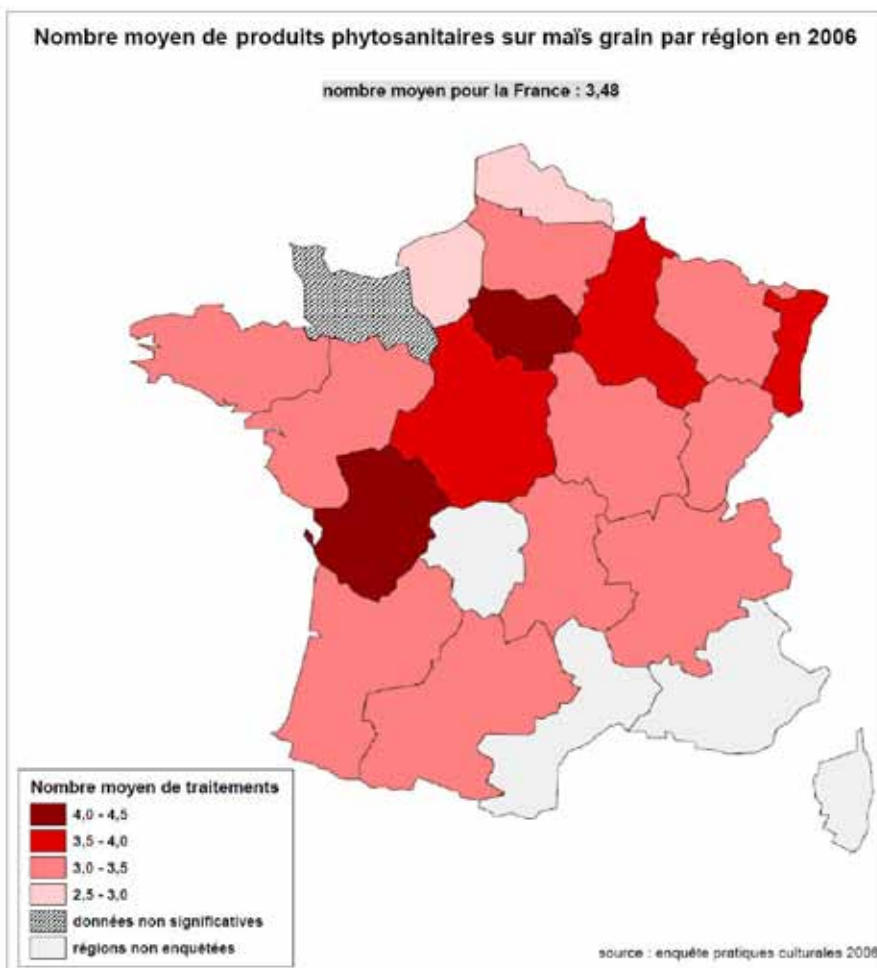 Nombre moyen de produits phytosanitaires sur maïs grain par région en 2006
nombre moyen pour la France : 3,48
Nombre moyen de traitements
4,0 - 4,5
3,5 - 4,0
3,0 - 3,5
2,5 - 3,0
données non significatives
régions non enquêtées
source : enquête pratiques culturales 2006